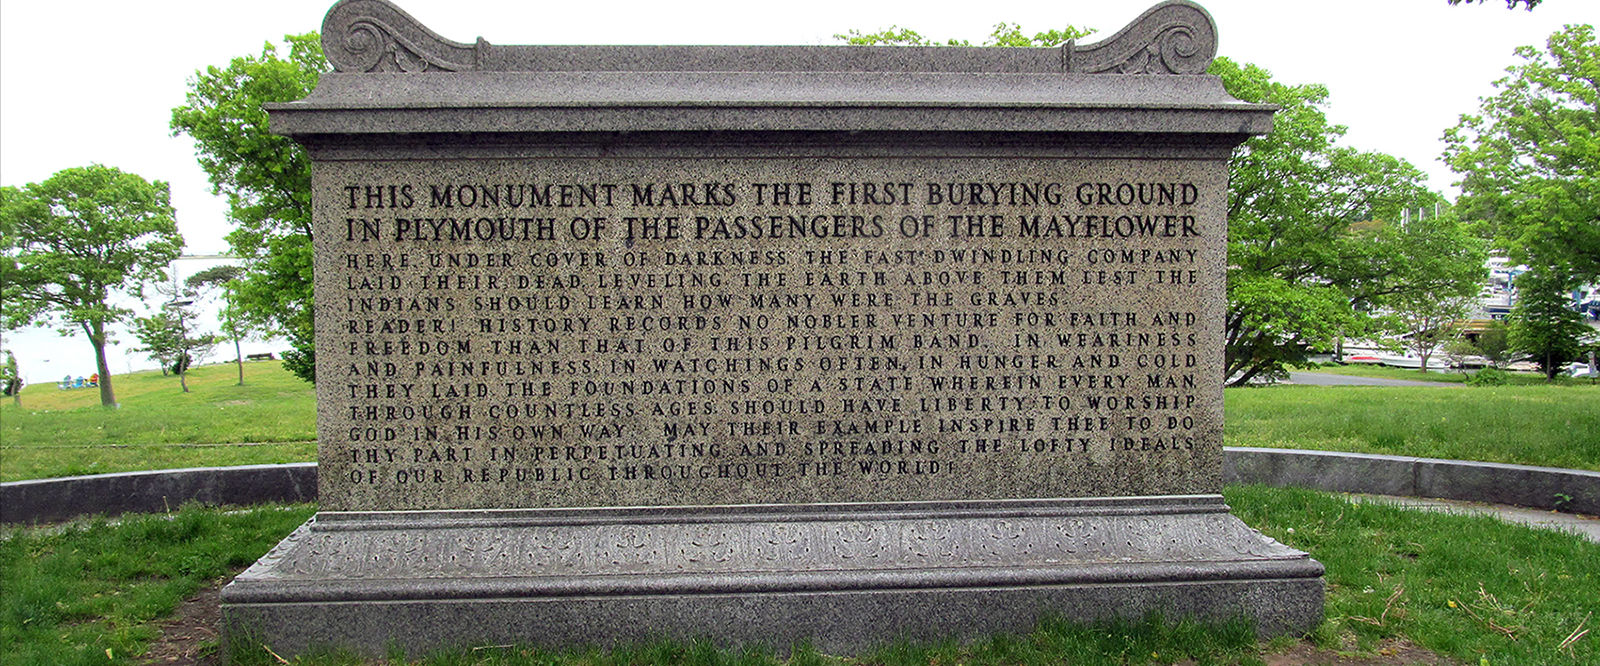 THIS MONUMENT MARKS THE FIRST BURYING GROUND
IN PLYMOUTH OF THE PASSENGERS OF THE MAYFLOWER
HERE, UNDER COVER OF DARKNESS, THE FAST DWINDLING COMPANY
LAID THEIR DEAD, LEVELING THE EARTH ABOVE THEM LEST THE
INDIANS SHOULD LEARN HOW MANY WERE THE GRAVES.
READER! HISTORY RECORDS NO NOBLER VENTURE FOR FAITH AND
FREEDOM THAN THAT OF THIS PILGRIM BAND. IN WEARINESS
AND PAINFULNESS, IN WATCHINGS OFTEN, IN HUNGER AND COLD
THEY LAID THE FOUNDATIONS OF A STATE WHEREIN EVERY MAN,
THROUGH COUNTLESS AGES, SHOULD HAVE LIBERTY TO WORSHIP
GOD IN HIS OWN WAY. MAY THEIR EXAMPLE INSPIRE THEE TO DO
THY PART IN PERPETUATING AND SPREADING THE LOFTY IDEALS
OF OUR REPUBLIC THROUGHOUT THE WORLD!